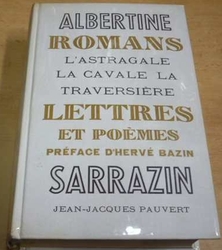 ALBERTINE
ROMANS
L'ASTRAGALE
LA CAVALE LA
TRAVERSIÈRE
LETTRES
ET POÈMES
PRÉFACE D'HERVÉ BAZIN
SARRAZIN
JEAN-JACQUES PAUVERT